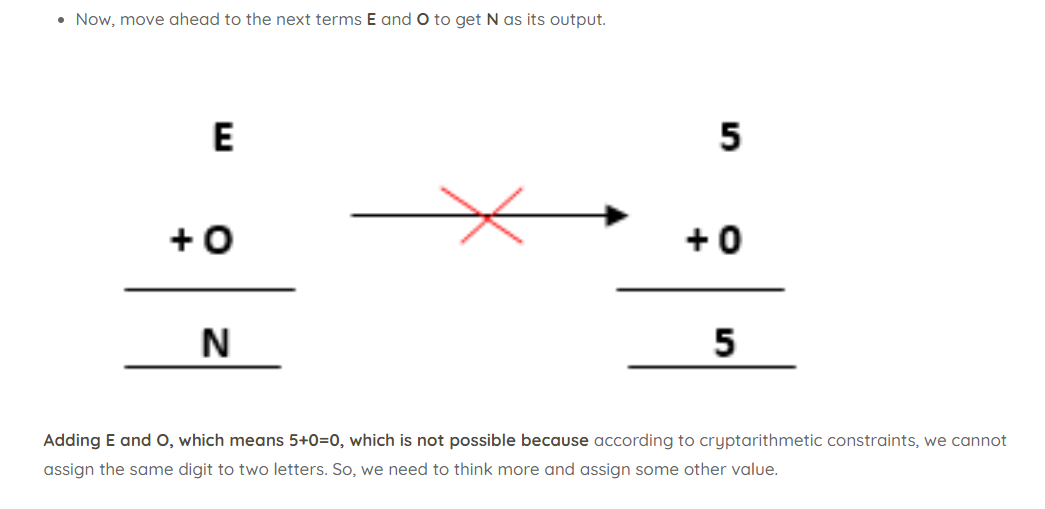 • Now, move ahead to the next terms E and O to get N as its output.
E 5
+ O + 0
N 5
Adding E and O, which means 5+0=0, which is not possible because according to cryptarithmetic constraints, we cannot
assign the same digit to two letters. So, we need to think more and assign some other value.